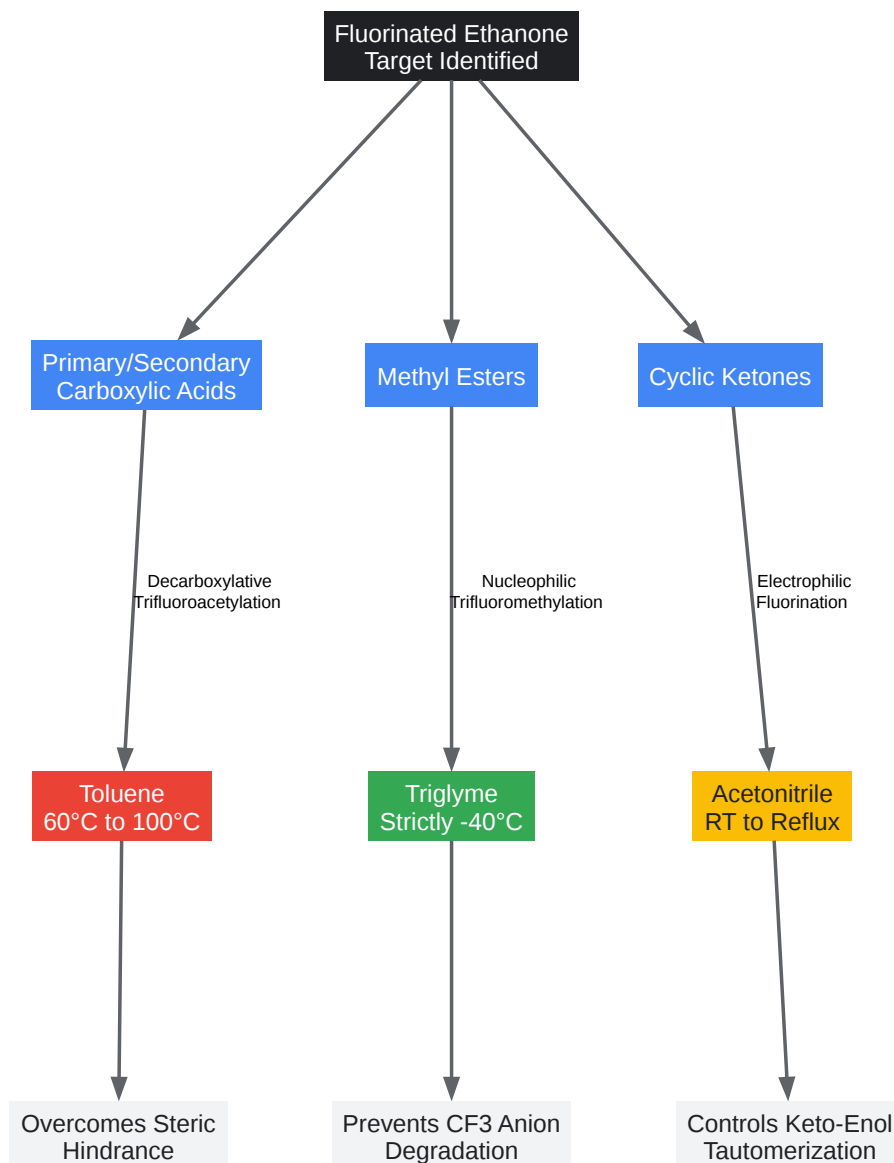 Fluorinated Ethanone
Target Identified
Primary/Secondary
Carboxylic Acids
Methyl Esters
Cyclic Ketones
Decarboxylative
Trifluoroacetylation
Nucleophilic
Trifluoromethylation
Electrophilic
Fluorination
Toluene
60°C to 100°C
Triglyme
Strictly -40°C
Acetonitrile
RT to Reflux
Overcomes Steric
Hindrance
Prevents CF3 Anion
Degradation
Controls Keto-Enol
Tautomerization